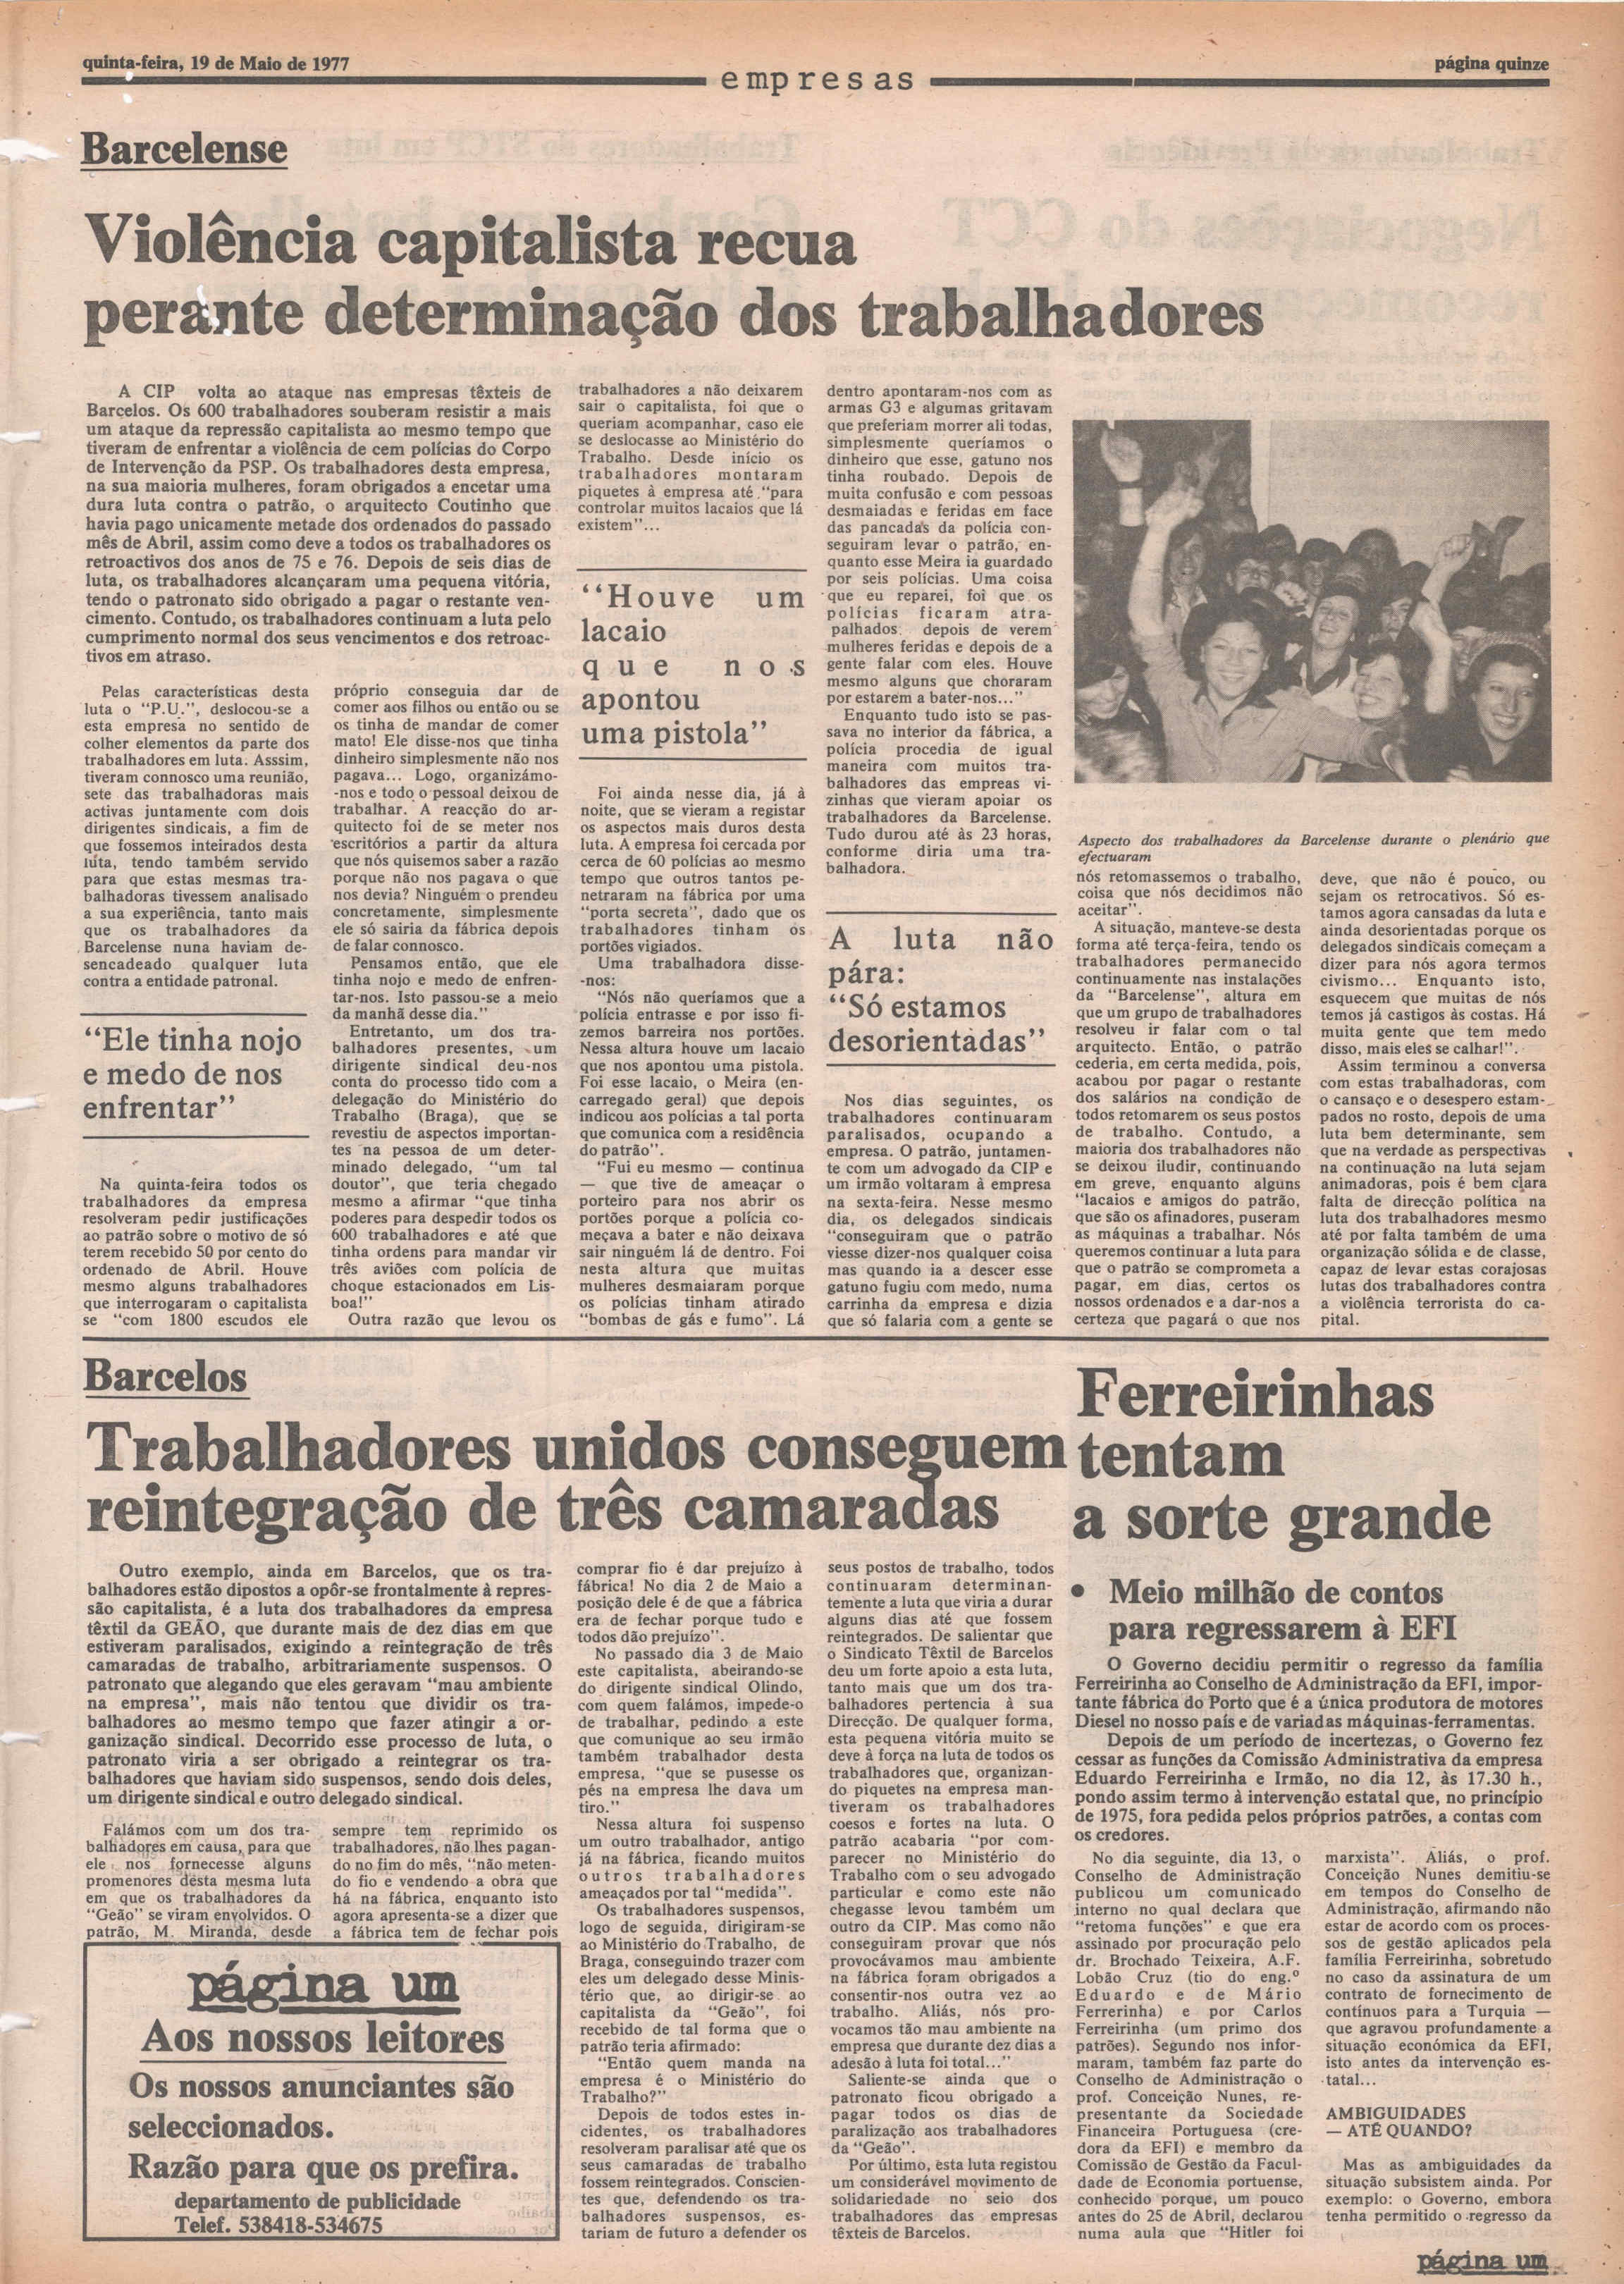 quinta-feira, 19 de Maio de 1977
empresas
página quinze
Barcelense
Violência capitalista recua
perante determinação dos trabalhadores
A CIP volta ao ataque nas empresas têxteis de
Barcelos. Os 600 trabalhadores souberam resistir a mais
um ataque da repressão capitalista ao mesmo tempo que
tiveram de enfrentar a violência de cem polícias do Corpo
de Intervenção da PSP. Os trabalhadores desta empresa,
na sua maioria mulheres, foram obrigados a encetar uma
dura luta contra o patrão, o arquitecto Coutinho que
havia pago unicamente metade dos ordenados do passado
mês de Abril, assim como deve a todos os trabalhadores os
retroactivos dos anos de 75 e 76. Depois de seis dias de
luta, os trabalhadores alcançaram uma pequena vitória,
tendo o patronato sido obrigado a pagar o restante ven-
cimento. Contudo, os trabalhadores continuam a luta pelo
cumprimento normal dos seus vencimentos e dos retroac-
tivos em atraso.
Pelas características desta
luta o "P.U.", deslocou-se a
esta empresa no sentido de
colher elementos da parte dos
trabalhadores em luta. Asssim,
tiveram connosco uma reunião,
sete das trabalhadoras mais
activas juntamente com dois
dirigentes sindicais, a fim de
que fossemos inteirados desta
luta, tendo também servido
para que estas mesmas tra-
balhadoras tivessem analisado
a sua experiência, tanto mais
que os trabalhadores da
Barcelense nuna haviam de-
sencadeado qualquer luta
contra a entidade patronal.
"Ele tinha nojo
e medo de nos
enfrentar"
Na quinta-feira todos os
trabalhadores da empresa
resolveram pedir justificações
ao patrão sobre o motivo de só
terem recebido 50 por cento do
ordenado de Abril. Houve
mesmo alguns trabalhadores
que interrogaram o capitalista
se "com 1800 escudos ele
próprio conseguia dar de
comer aos filhos ou então ou se
os tinha de mandar de comer
mato! Ele disse-nos que tinha
dinheiro simplesmente não nos
pagava... Logo, organizámo-
-nos e todo o pessoal deixou de
trabalhar. A reacção do ar-
quitecto foi de se meter nos
escritórios a partir da altura
que nós quisemos saber a razão
porque não nos pagava o que
nos devia? Ninguém o prendeu
concretamente, simplesmente
ele só sairia da fábrica depois
de falar connosco.
Pensamos então, que ele
tinha nojo e medo de enfren-
tar-nos. Isto passou-se a meio
da manhã desse dia."
Entretanto, um dos tra-
balhadores presentes, um
dirigente sindical deu-nos
conta do processo tido com a
delegação do Ministério do
Trabalho (Braga), que se
revestiu de aspectos importan-
tes na pessoa de um deter-
minado delegado, "um tal
doutor", que teria chegado
mesmo a afirmar "que tinha
poderes para despedir todos os
600 trabalhadores e até que
tinha ordens para mandar vir
três aviões com polícia de
choque estacionados em Lis-
boa!"
Outra razão que levou os
trabalhadores a não deixarem
sair o capitalista, foi que o
queriam acompanhar, caso ele
se deslocasse ao Ministério do
Trabalho. Desde início os
trabalhadores montaram
piquetes à empresa até "para
controlar muitos lacaios que lá
existem"...
"Houve um
lacaio
que nos
apontou
uma pistola"
Foi ainda nesse dia, já à
noite, que se vieram a registar
os aspectos mais duros desta
luta. A empresa foi cercada por
cerca de 60 polícias ao mesmo
tempo que outros tantos pe-
netraram na fábrica por uma
"porta secreta", dado que os
trabalhadores tinham os
portões vigiados.
Uma trabalhadora disse-
-nos:
"Nós não queríamos que a
polícia entrasse e por isso fi-
zemos barreira nos portões.
Nessa altura houve um lacaio
que nos apontou uma pistola.
Foi esse lacaio, o Meira (en-
carregado geral) que depois
indicou aos polícias a tal porta
que comunica com a residência
do patrão".
"Fui eu mesmo — continua
— que tive de ameaçar o
porteiro para nos abrir os
portões porque a polícia co-
meçava a bater e não deixava
sair ninguém lá de dentro. Foi
nesta altura que muitas
mulheres desmaiaram porque
os polícias tinham atirado
"bombas de gás e fumo". Lá
dentro apontaram-nos com as
armas G3 e algumas gritavam
que preferiam morrer ali todas,
simplesmente queríamos o
dinheiro que esse, gatuno nos
tinha roubado. Depois de
muita confusão e com pessoas
desmaiadas e feridas em face
das pancadas da polícia con-
seguiram levar o patrão, en-
quanto esse Meira ia guardado
por seis polícias. Uma coisa
que eu reparei, foi que os
polícias ficaram atra-
palhados depois de verem
mulheres feridas e depois de a
gente falar com eles. Houve
mesmo alguns que choraram
por estarem a bater-nos..."
Enquanto tudo isto se pas-
sava no interior da fábrica, a
polícia procedia de igual
maneira com muitos tra-
balhadores das empreas vi-
zinhas que vieram apoiar os
trabalhadores da Barcelense.
Tudo durou até às 23 horas,
conforme diria uma tra-
balhadora.
A luta não
pára:
"Só estamos
desorientadas"
Nos dias seguintes, os
trabalhadores continuaram
paralisados, ocupando a
empresa. O patrão, juntamen-
te com um advogado da CIP e
um irmão voltaram à empresa
na sexta-feira. Nesse mesmo
dia, os delegados sindicais
"conseguiram que o patrão
viesse dizer-nos qualquer coisa
mas quando ia a descer esse
gatuno fugiu com medo, numa
carrinha da empresa e dizia
que só falaria com a gente se
Aspecto dos trabalhadores da Barcelense durante o plenário que
efectuaram
nós retomassemos o trabalho,
coisa que nós decidimos não
aceitar".
A situação, manteve-se desta
forma até terça-feira, tendo os
trabalhadores permanecido
continuamente nas instalações
da "Barcelense", altura em
que um grupo de trabalhadores
resolveu ir falar com o tal
arquitecto. Então, o patrão
cederia, em certa medida, pois,
acabou por pagar o restante
dos salários na condição de
todos retomarem os seus postos
de trabalho. Contudo, a
maioria dos trabalhadores não
se deixou iludir, continuando
em greve, enquanto alguns
"lacaios e amigos do patrão,
que são os afinadores, puseram
as máquinas a trabalhar. Nós
queremos continuar a luta para
que o patrão se comprometa a
pagar, em dias, certos os
nossos ordenados e a dar-nos a
certeza que pagará o que nos
deve, que não é pouco, ou
sejam os retrocativos. Só es-
tamos agora cansadas da luta e
ainda desorientadas porque os
delegados sindicais começam a
dizer para nós agora termos
civismo... Enquanto isto,
esquecem que muitas de nós
temos já castigos às costas. Há
muita gente que tem medo
disso, mais eles se calhar!".
Assim terminou a conversa
com estas trabalhadoras, com
o cansaço e o desespero estam-
pados no rosto, depois de uma
luta bem determinante, sem
que na verdade as perspectivas
na continuação na luta sejam
animadoras, pois é bem clara
falta de direcção política na
luta dos trabalhadores mesmo
até por falta também de uma
organização sólida e de classe,
capaz de levar estas corajosas
lutas dos trabalhadores contra
a violência terrorista do ca-
pital.
Barcelos
Trabalhadores unidos conseguem
reintegração de três camaradas
Outro exemplo, ainda em Barcelos, que os tra-
balhadores estão dipostos a opôr-se frontalmente à repres-
são capitalista, é a luta dos trabalhadores da empresa
têxtil da GEÃO, que durante mais de dez dias em que
estiveram paralisados, exigindo a reintegração de três
camaradas de trabalho, arbitrariamente suspensos. O
patronato que alegando que eles geravam "mau ambiente
na empresa", mais não tentou que dividir os tra-
balhadores ao mesmo tempo que fazer atingir a or-
ganização sindical. Decorrido esse processo de luta, o
patronato viria a ser obrigado a reintegrar os tra-
balhadores que haviam sido suspensos, sendo dois deles,
um dirigente sindical e outro delegado sindical.
Falámos com um dos tra-
balhadores em causa, para que
ele nos fornecesse alguns
promenores desta mesma luta
em que os trabalhadores da
"Geão" se viram envolvidos. O
patrão, M. Miranda, desde
sempre tem reprimido os
trabalhadores, não lhes pagan-
do no fim do mês, "não meten-
do fio e vendendo a obra que
há na fábrica, enquanto isto
agora apresenta-se a dizer que
a fábrica tem de fechar pois
comprar fio é dar prejuízo à
fábrica! No dia 2 de Maio a
posição dele é de que a fábrica
era de fechar porque tudo e
todos dão prejuízo".
No passado dia 3 de Maio
este capitalista, abeirando-se
do dirigente sindical Olindo,
com quem falámos, impede-o
de trabalhar, pedindo a este
que comunique ao seu irmão
também trabalhador desta
empresa, "que se pusesse os
pés na empresa lhe dava um
tiro."
Nessa altura foi suspenso
um outro trabalhador, antigo
já na fábrica, ficando muitos
outros trabalhadores
ameaçados por tal "medida".
Os trabalhadores suspensos,
logo de seguida, dirigiram-se
ao Ministério do Trabalho, de
Braga, conseguindo trazer com
eles um delegado desse Minis-
tério que, ao dirigir-se ao
capitalista da "Geão", foi
recebido de tal forma que o
patrão teria afirmado:
"Então quem manda na
empresa é o Ministério do
Trabalho?"
Depois de todos estes in-
cidentes, os trabalhadores
resolveram paralisar até que os
seus camaradas de trabalho
fossem reintegrados. Conscien-
tes que, defendendo os tra-
balhadores suspensos, es-
tariam de futuro a defender os
seus postos de trabalho, todos
continuaram determinan-
temente a luta que viria a durar
alguns dias até que fossem
reintegrados. De salientar que
o Sindicato Têxtil de Barcelos
deu um forte apoio a esta luta,
tanto mais que um dos tra-
balhadores pertencia à sua
Direcção. De qualquer forma,
esta pequena vitória muito se
deve à força na luta de todos os
trabalhadores que, organizan-
do piquetes na empresa man-
tiveram os trabalhadores
coesos e fortes na luta. O
patrão acabaria "por com-
parecer no Ministério do
Trabalho com o seu advogado
particular e como este não
chegasse levou também um
outro da CIP. Mas como não
conseguiram provar que nós
provocávamos mau ambiente
na fábrica foram obrigados a
consentir-nos outra vez ao
trabalho. Aliás, nós pro-
vocamos tão mau ambiente na
empresa que durante dez dias a
adesão à luta foi total..."
Saliente-se ainda que o
patronato ficou obrigado a
pagar todos os dias de
paralização aos trabalhadores
da "Geão".
Por último, esta luta registou
um considerável movimento de
solidariedade no seio dos
trabalhadores das empresas
têxteis de Barcelos.
página um
Aos nossos leitores
Os nossos anunciantes são
seleccionados.
Razão para que os prefira.
departamento de publicidade
Telef. 538418-534675
Ferreirinhas
tentam
a sorte grande
• Meio milhão de contos
para regressarem à EFI
O Governo decidiu permitir o regresso da família
Ferreirinha ao Conselho de Administração da EFI, impor-
tante fábrica do Porto que é a única produtora de motores
Diesel no nosso país e de variadas máquinas-ferramentas.
Depois de um período de incertezas, o Governo fez
cessar as funções da Comissão Administrativa da empresa
Eduardo Ferreirinha e Irmão, no dia 12, às 17.30 h.,
pondo assim termo à intervenção estatal que, no princípio
de 1975, fora pedida pelos próprios patrões, a contas com
os credores.
No dia seguinte, dia 13, o
Conselho de Administração
publicou um comunicado
interno no qual declara que
"retoma funções" e que era
assinado por procuração pelo
dr. Brochado Teixeira, A.F.
Lobão Cruz (tio do eng.º
Eduardo e de Mário
Ferrerinha) e por Carlos
Ferreirinha (um primo dos
patrões). Segundo nos infor-
maram, também faz parte do
Conselho de Administração o
prof. Conceição Nunes, re-
presentante da Sociedade
Financeira Portuguesa (cre-
dora da EFI) e membro da
Comissão de Gestão da Facul-
dade de Economia portuense,
conhecido porque, um pouco
antes do 25 de Abril, declarou
numa aula que "Hitler foi
marxista". Aliás, o prof.
Conceição Nunes demitiu-se
em tempos do Conselho de
Administração, afirmando não
estar de acordo com os proces-
sos de gestão aplicados pela
família Ferreirinha, sobretudo
no caso da assinatura de um
contrato de fornecimento de
contínuos para a Turquia —
que agravou profundamente a
situação económica da EFI,
isto antes da intervenção es-
tatal...
AMBIGUIDADES
— ATÉ QUANDO?
Mas as ambiguidades da
situação subsistem ainda. Por
exemplo: o Governo, embora
tenha permitido o regresso da
página um